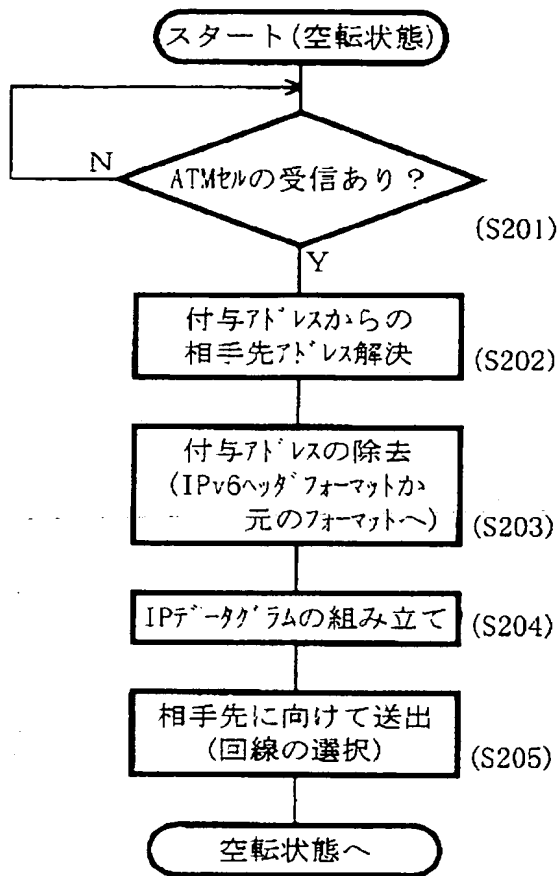 スタート(空転状態)
N
ATMセルの受信あり？
(S201)
Y
付与アドレスからの
相手先アドレス解決
(S202)
付与アドレスの除去
(IPv6ヘッダフォーマットか
元のフォーマットへ)
(S203)
IPデータグラムの組み立て
(S204)
相手先に向けて送出
(回線の選択)
(S205)
空転状態へ